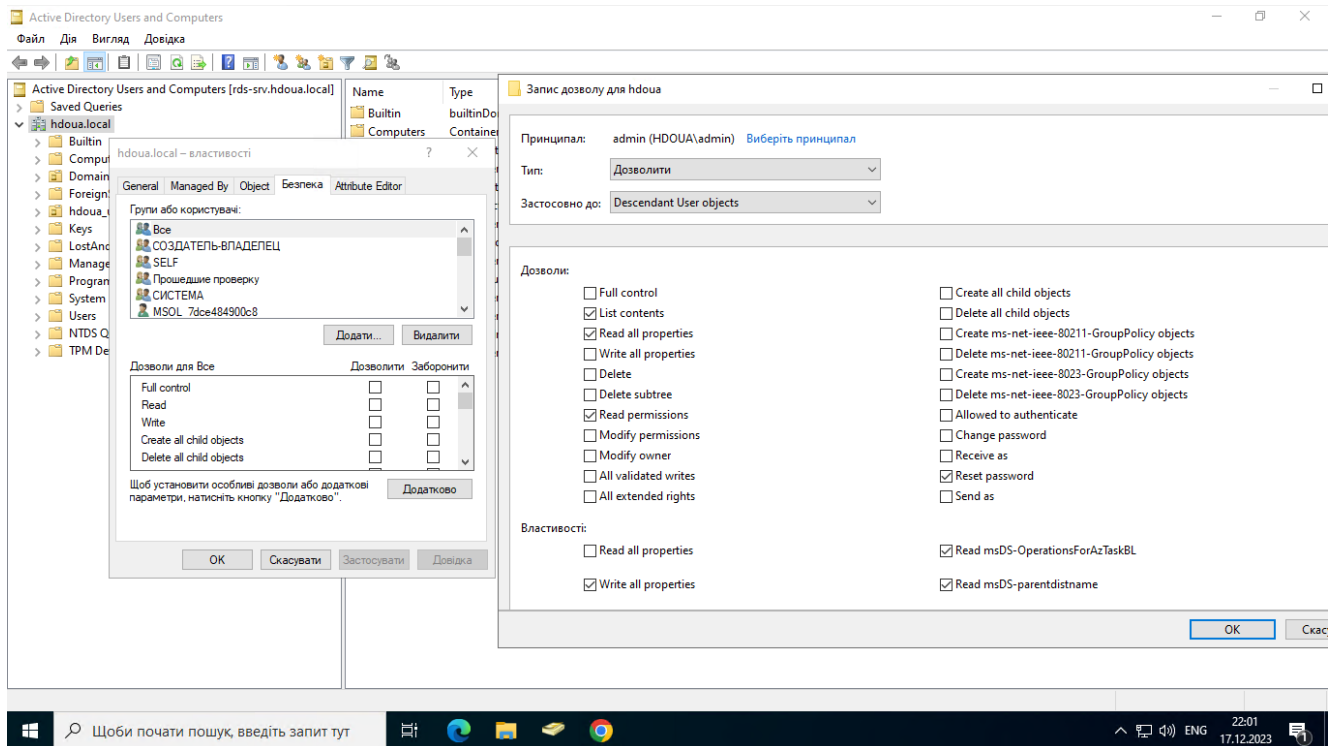 Active Directory Users and Computers
Файл Дія Вигляд Довідка
Active Directory Users and Computers [rds-srv.hdoua.local]
Saved Queries
hdoua.local
Builtin
Domain
Keys
System
Users
Name Type
Builtin
Computers
hdoua.local – властивості
General Managed By Object Безпека Attribute Editor
Групи або користувачі:
Все
СОЗДАТЕЛЬ-ВЛАДЕЛЕЦ
SELF
Прошедшие проверку
СИСТЕМА
MSOL_7dce484900c8
Додати... Видалити
Дозволи для Все Дозволити Заборонити
Full control
Read
Write
Create all child objects
Delete all child objects
Щоб установити особливі дозволи або додаткові
параметри, натисніть кнопку "Додатково".
Додатково
OK Скасувати Застосувати Довідка
Запис дозволу для hdoua
Принципал: admin (HDOUA\admin) Виберіть принципал
Тип: Дозволити
Застосовно до: Descendant User objects
Дозволи:
Full control
List contents
Read all properties
Write all properties
Delete
Delete subtree
Read permissions
Modify permissions
Modify owner
All validated writes
All extended rights
Create all child objects
Delete all child objects
Create ms-net-ieee-80211-GroupPolicy objects
Delete ms-net-ieee-80211-GroupPolicy objects
Create ms-net-ieee-8023-GroupPolicy objects
Delete ms-net-ieee-8023-GroupPolicy objects
Allowed to authenticate
Change password
Receive as
Reset password
Send as
Властивості:
Read all properties
Write all properties
Read msDS-OperationsForAzTaskBL
Read msDS-parentdistname
OK
Щоби почати пошук, введіть запит тут
ENG
22:01
17.12.2023